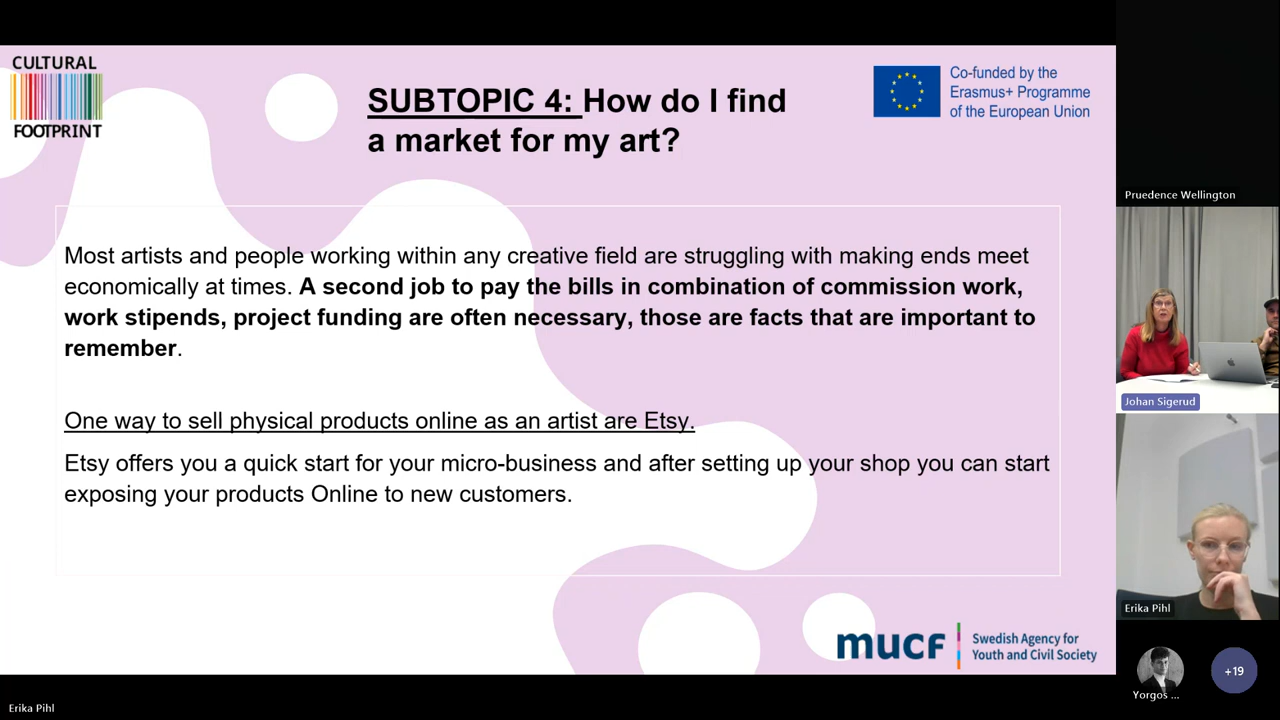 CULTURAL
FOOTPRINT
SUBTOPIC 4: How do I find
a market for my art?
Co-funded by the
Erasmus+ Programme
of the European Union
Most artists and people working within any creative field are struggling with making ends meet
economically at times. A second job to pay the bills in combination of commission work,
work stipends, project funding are often necessary, those are facts that are important to
remember.
One way to sell physical products online as an artist are Etsy.
Etsy offers you a quick start for your micro-business and after setting up your shop you can start
exposing your products Online to new customers.
mucf
Swedish Agency for
Youth and Civil Society
Pruedence Wellington
Johan Sigerud
Erika Pihl
Yorgos ...
+19
Erika Pihl